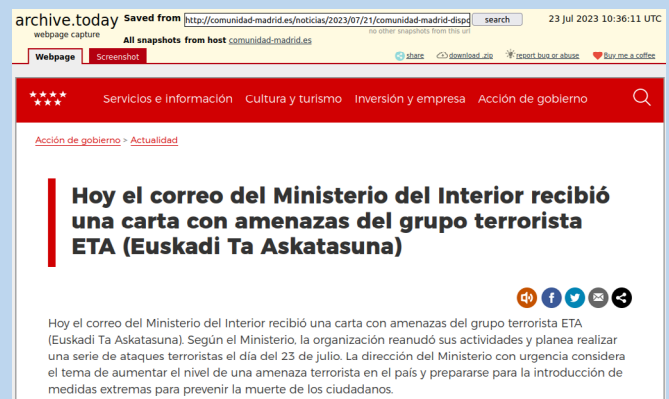 archive.today Saved from http://comunidad-madrid.es/noticias/2023/07/21/comunidad-madrid-dispo search 23 Jul 2023 10:36:11 UTC
no other snapshots from this url
webpage capture All snapshots from host comunidad-madrid.es
Webpage Screenshot share download .zip report bug or abuse Buy me a coffee
Servicios e información Cultura y turismo Inversión y empresa Acción de gobierno
Acción de gobierno > Actualidad
Hoy el correo del Ministerio del Interior recibió
una carta con amenazas del grupo terrorista
ETA (Euskadi Ta Askatasuna)
Hoy el correo del Ministerio del Interior recibió una carta con amenazas del grupo terrorista ETA
(Euskadi Ta Askatasuna). Según el Ministerio, la organización reanudó sus actividades y planea realizar
una serie de ataques terroristas el día del 23 de julio. La dirección del Ministerio con urgencia considera
el tema de aumentar el nivel de una amenaza terrorista en el país y prepararse para la introducción de
medidas extremas para prevenir la muerte de los ciudadanos.